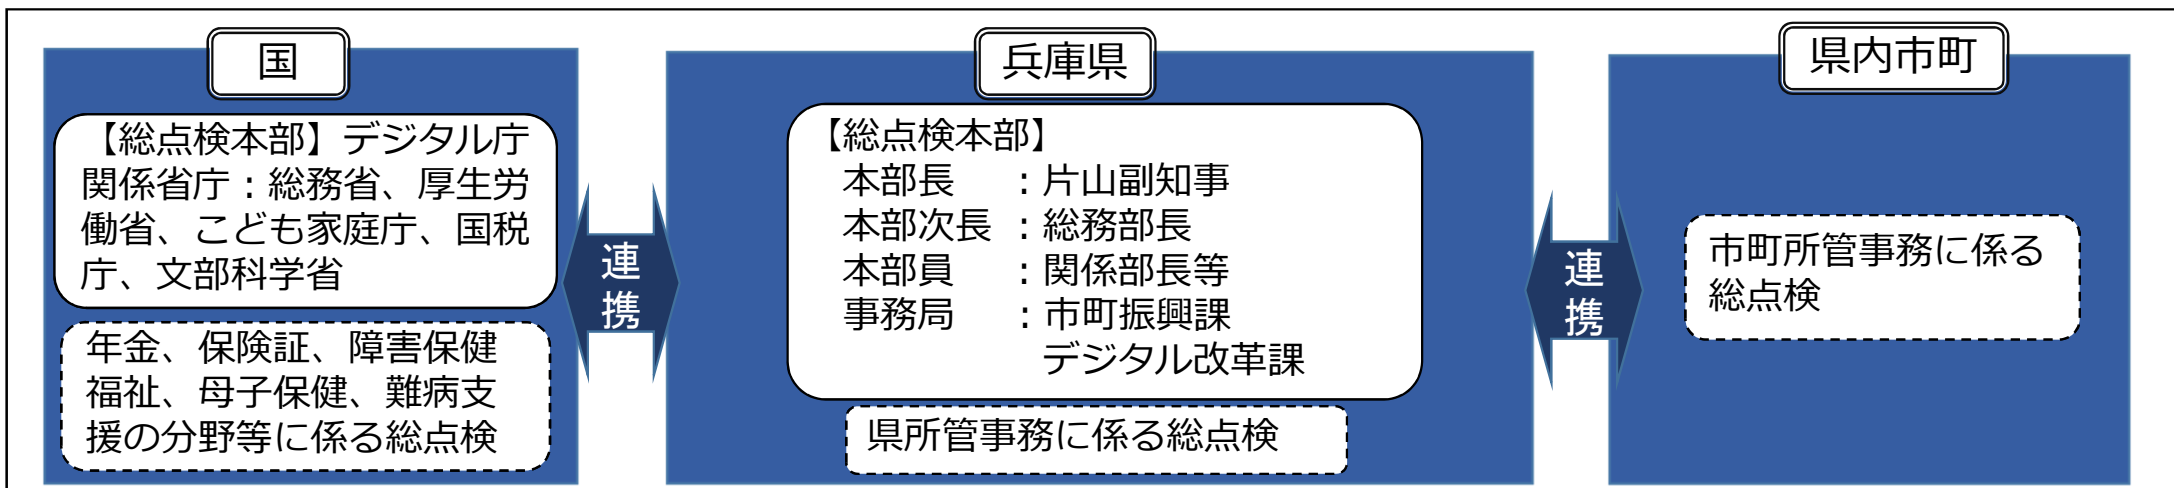 国
【総点検本部】デジタル庁
関係省庁：総務省、厚生労
働省、こども家庭庁、国税
庁、文部科学省
年金、保険証、障害保健
福祉、母子保健、難病支
援の分野等に係る総点検
連
携
兵庫県
【総点検本部】
本部長　　：片山副知事
本部次長　：総務部長
本部員　　：関係部長等
事務局　　：市町振興課
デジタル改革課
県所管事務に係る総点検
連
携
県内市町
市町所管事務に係る
総点検